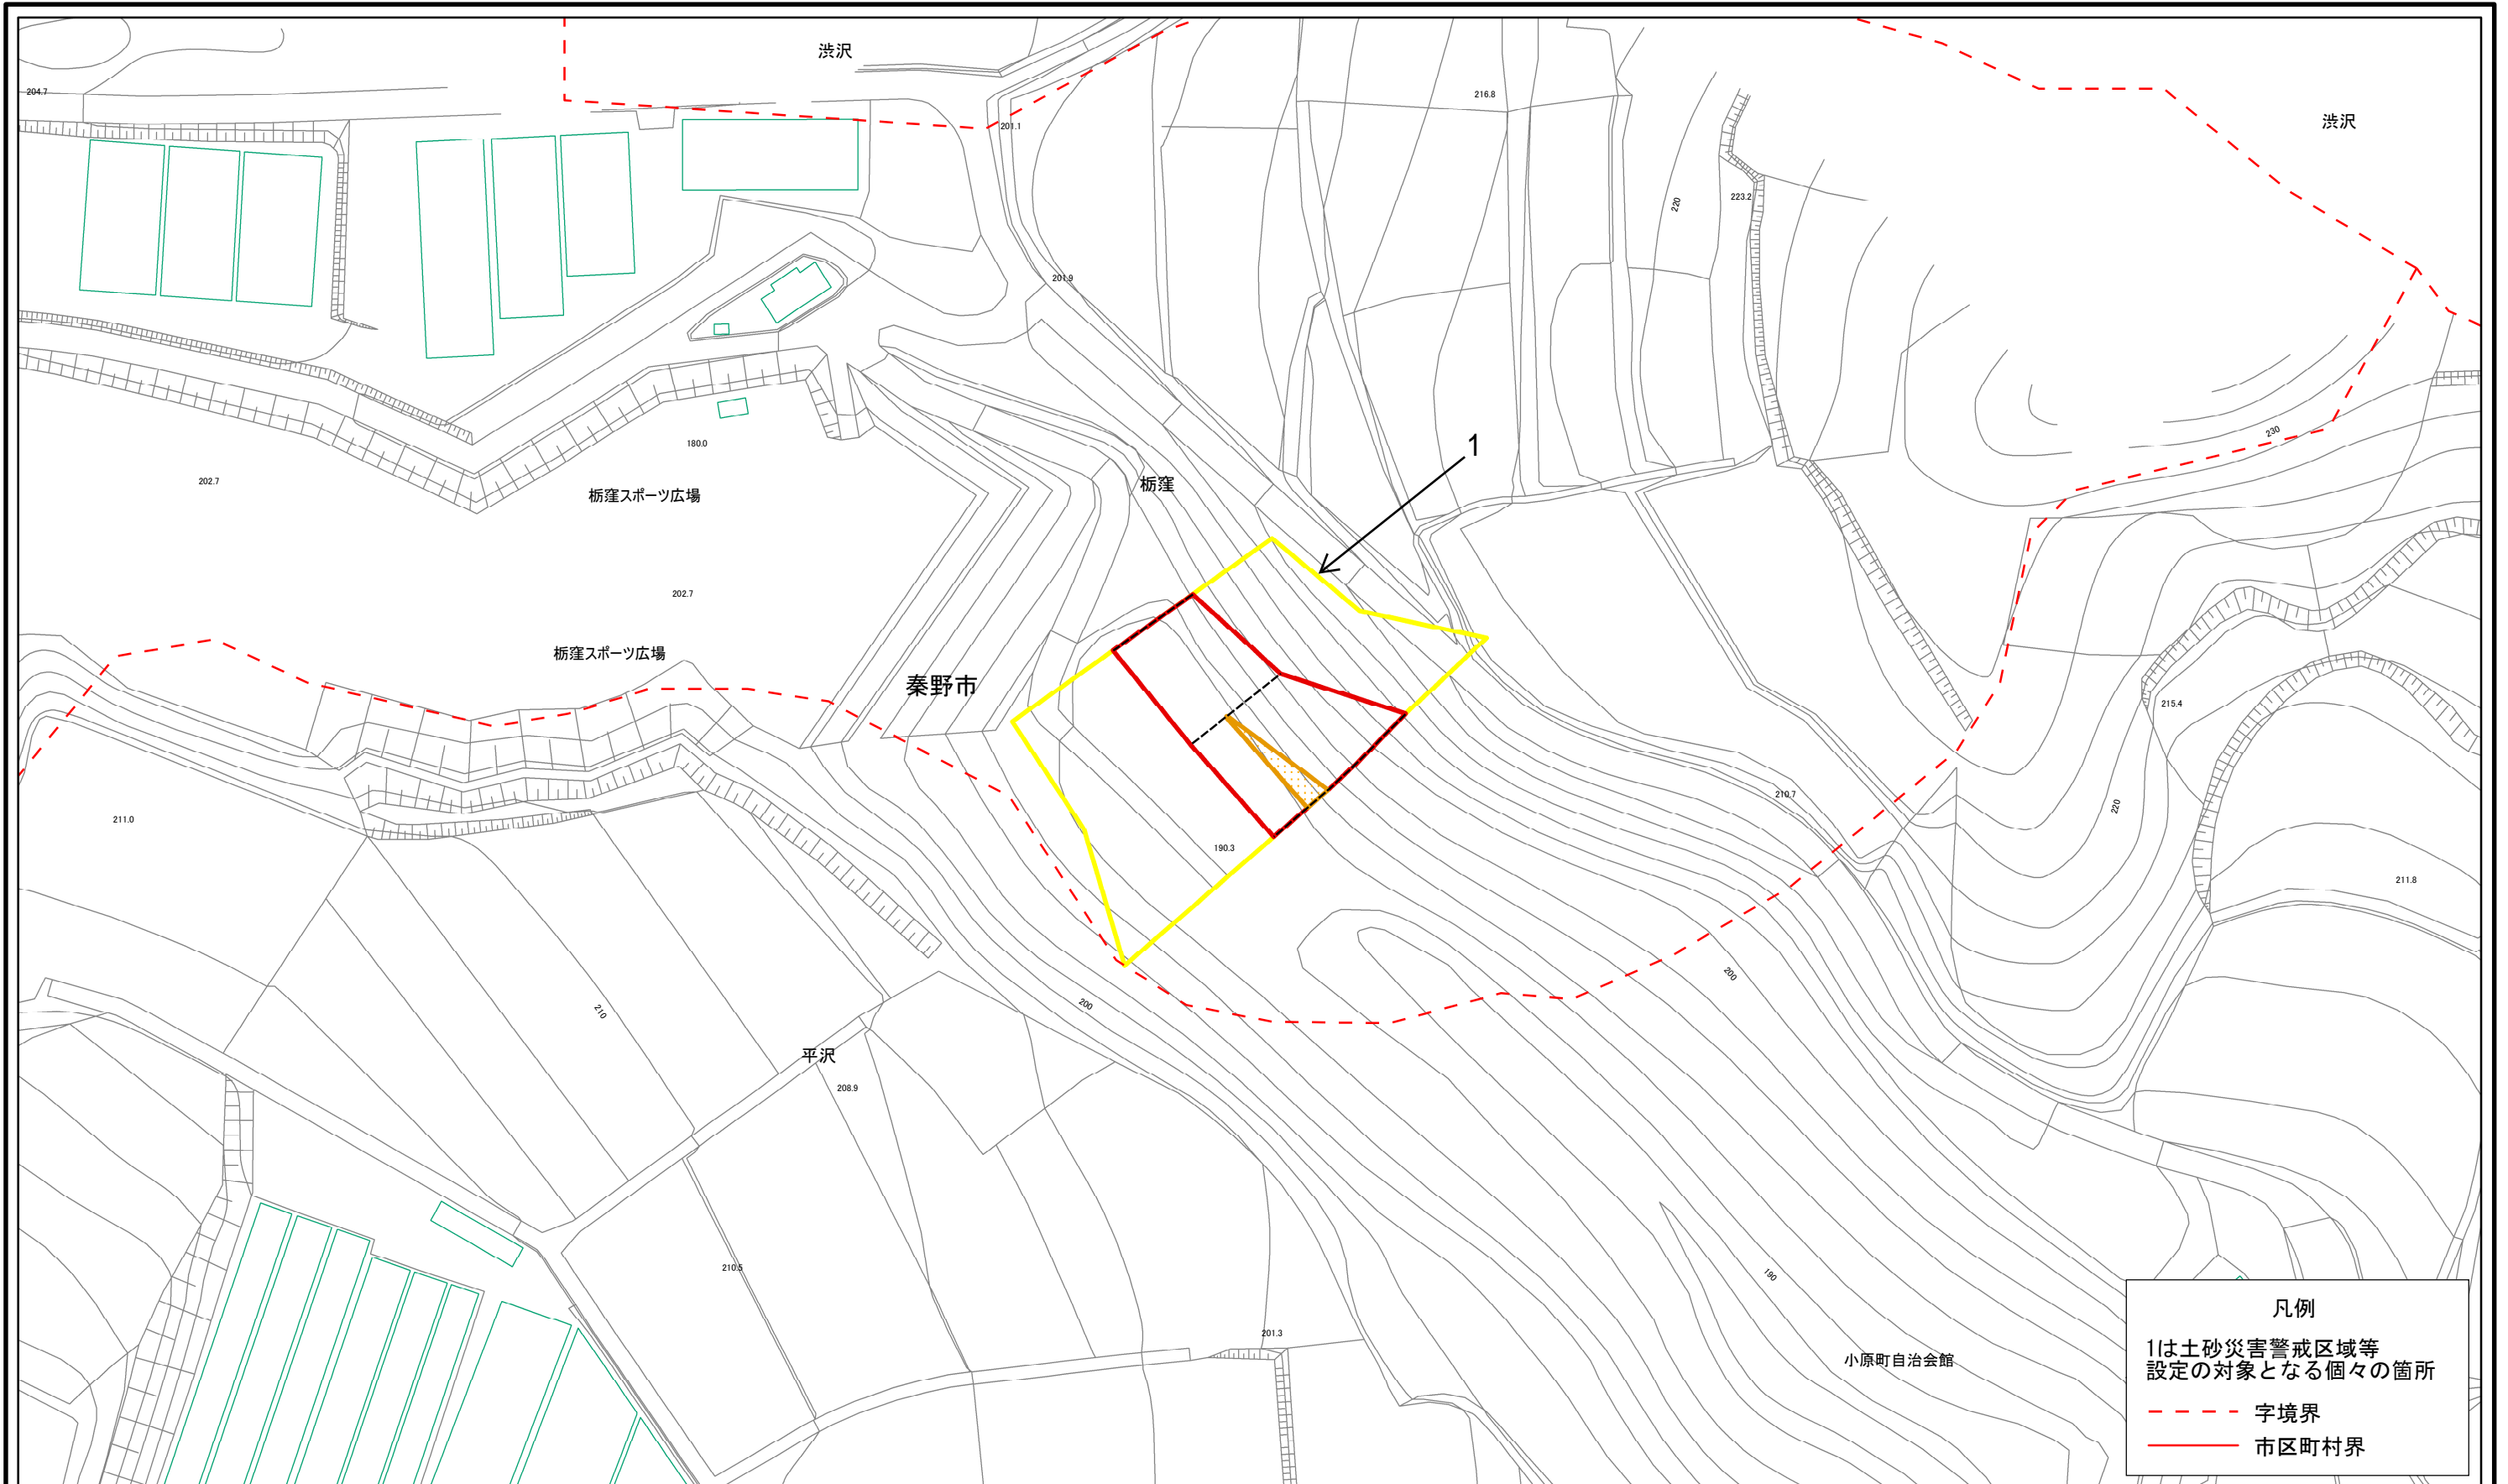 渋沢
204.7
216.8
201.1
渋沢
223.2
220
201.9
230
180.0
1
202.7
栃窪スポーツ広場
栃窪
202.7
栃窪スポーツ広場
秦野市
215.4
210.7
220
211.0
190.3
211.8
200
200
210
平沢
208.9
210.5
190
201.3
小原町自治会館
凡例
1は土砂災害警戒区域等
設定の対象となる個々の箇所
字境界
市区町村界